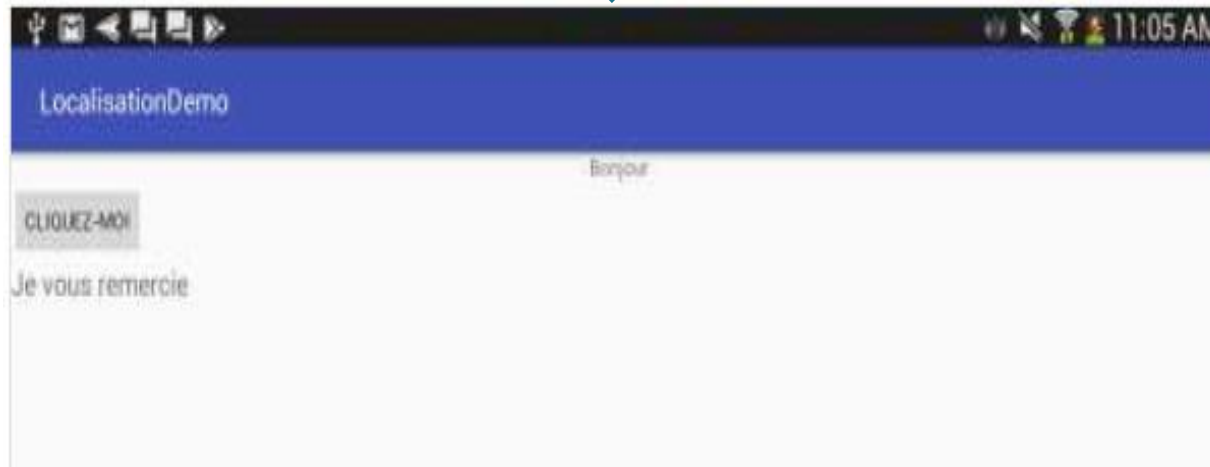 11:05 AM
LocalisationDemo
Bonjour
CLIQUEZ-MOI
Je vous remercie